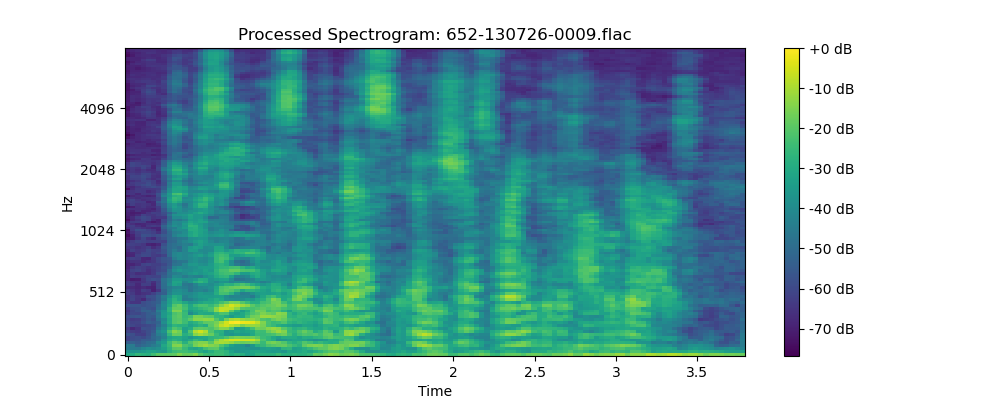 Processed Spectrogram: 652-130726-0009.flac
Hz
4096
2048
1024
512
0
0
0.5
1
1.5
2
2.5
3
3.5
Time
+0 dB
-10 dB
-20 dB
-30 dB
-40 dB
-50 dB
-60 dB
-70 dB